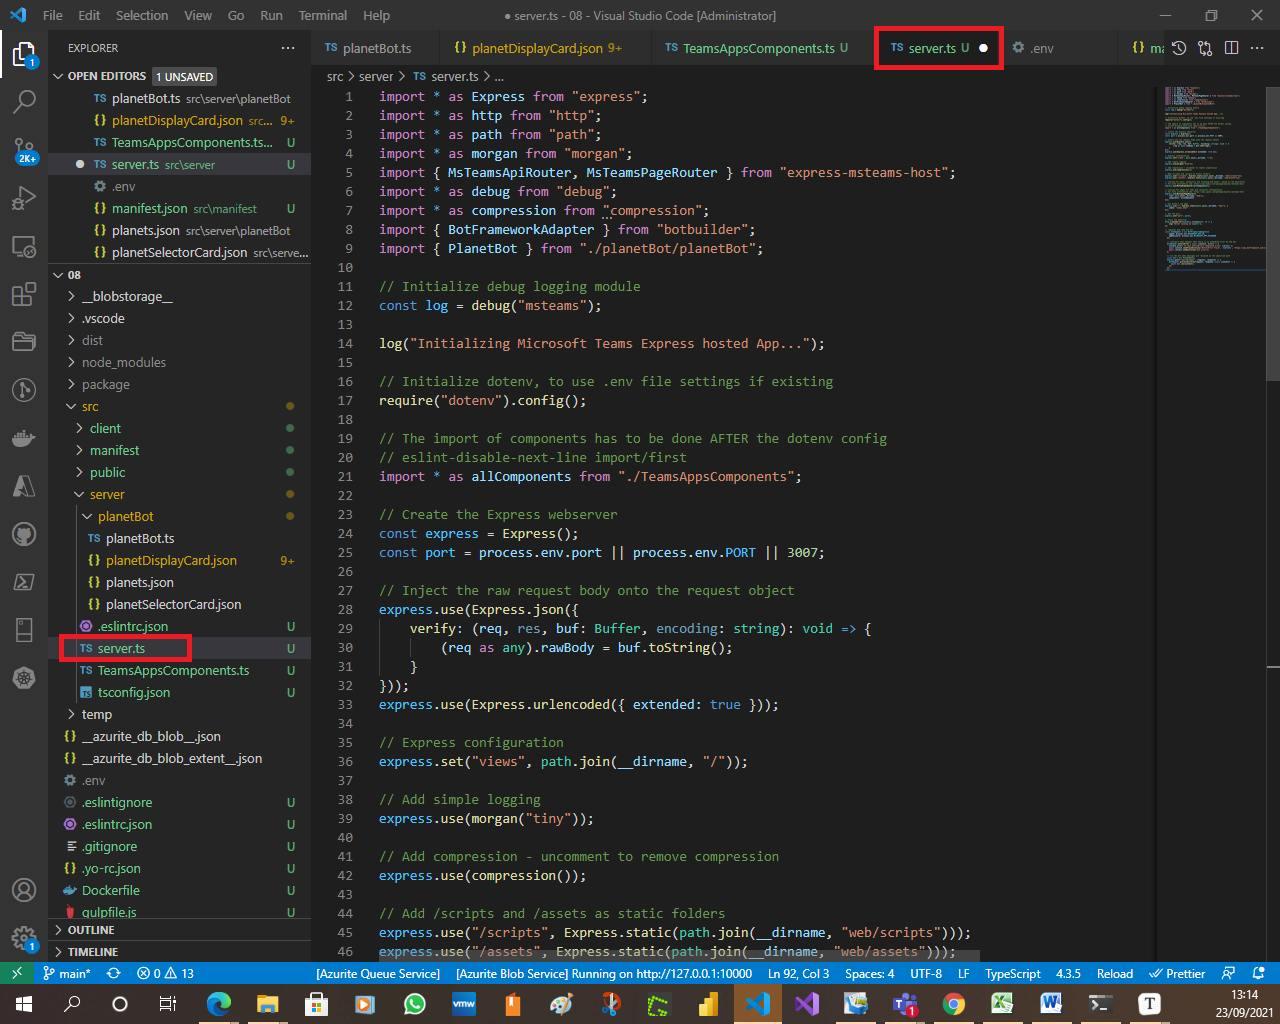 File Edit Selection View Go Run Terminal Help ● server.ts - 08 - Visual Studio Code [Administrator]
EXPLORER
OPEN EDITORS 1 UNSAVED
planetBot.ts src\server\planetBot
planetDisplayCard.json src... 9+
TeamsAppsComponents.ts... U
server.ts src\server U
.env
manifest.json src\manifest U
planets.json src\server\planetBot
planetSelectorCard.json src\serve...
08
__blobstorage__
.vscode
dist
node_modules
package
src
client
manifest
public
server
planetBot
planetBot.ts
planetDisplayCard.json 9+
planets.json
planetSelectorCard.json
.eslintrc.json U
server.ts U
TeamsAppsComponents.ts U
tsconfig.json U
temp
__azurite_db_blob__.json
__azurite_db_blob_extent__.json
.env
.eslintignore U
.eslintrc.json U
.gitignore U
.yo-rc.json U
Dockerfile U
gulpfile.js U
OUTLINE
TIMELINE
1
2K+
1
planetBot.ts planetDisplayCard.json 9+ TeamsAppsComponents.ts U server.ts U .env
src > server > TS server.ts > ...
1 import * as Express from "express";
2 import * as http from "http";
3 import * as path from "path";
4 import * as morgan from "morgan";
5 import { MsTeamsApiRouter, MsTeamsPageRouter } from "express-msteams-host";
6 import * as debug from "debug";
7 import * as compression from "compression";
8 import { BotFrameworkAdapter } from "botbuilder";
9 import { PlanetBot } from "./planetBot/planetBot";
10
11 // Initialize debug logging module
12 const log = debug("msteams");
13
14 log("Initializing Microsoft Teams Express hosted App...");
15
16 // Initialize dotenv, to use .env file settings if existing
17 require("dotenv").config();
18
19 // The import of components has to be done AFTER the dotenv config
20 // eslint-disable-next-line import/first
21 import * as allComponents from "./TeamsAppsComponents";
22
23 // Create the Express webserver
24 const express = Express();
25 const port = process.env.port || process.env.PORT || 3007;
26
27 // Inject the raw request body onto the request object
28 express.use(Express.json({
29 verify: (req, res, buf: Buffer, encoding: string): void => {
30 (req as any).rawBody = buf.toString();
31 }
32 }));
33 express.use(Express.urlencoded({ extended: true }));
34
35 // Express configuration
36 express.set("views", path.join(__dirname, "/"));
37
38 // Add simple logging
39 express.use(morgan("tiny"));
40
41 // Add compression - uncomment to remove compression
42 express.use(compression());
43
44 // Add /scripts and /assets as static folders
45 express.use("/scripts", Express.static(path.join(__dirname, "web/scripts")));
46 express.use("/assets", Express.static(path.join(__dirname, "web/assets")));
main* 0 13 [Azurite Queue Service] [Azurite Blob Service] Running on http://127.0.0.1:10000 Ln 92, Col 3 Spaces: 4 UTF-8 LF TypeScript 4.3.5 Reload Prettier
vmw 1 T 13:14
23/09/2021